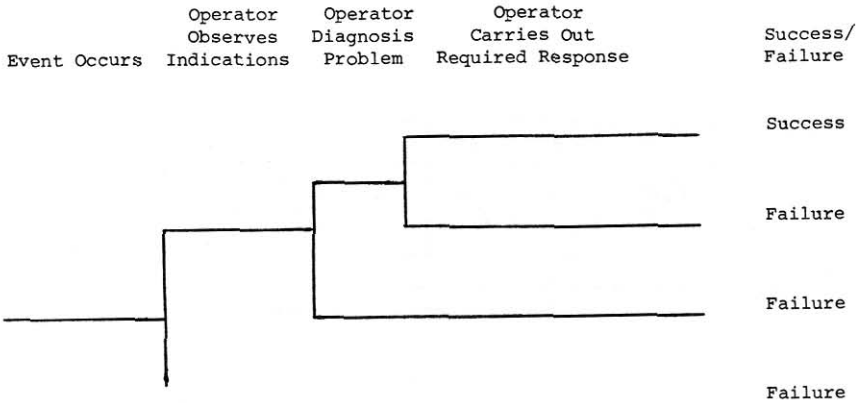 Event Occurs
Operator
Observes
Indications
Operator
Diagnosis
Problem
Operator
Carries Out
Required Response
Success/
Failure
Success
Failure
Failure
Failure